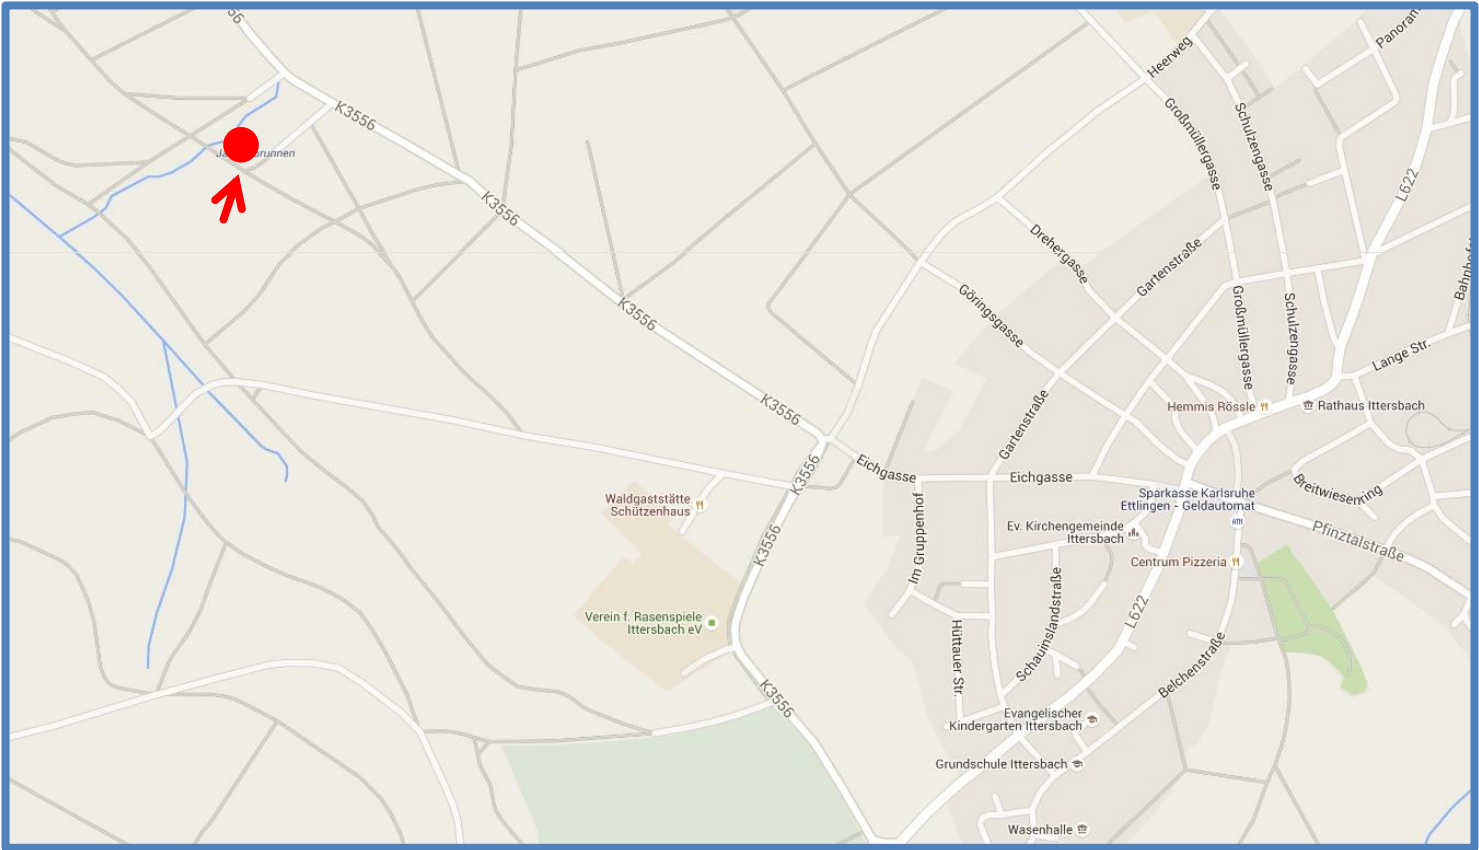 56
K3556
K3556
K3556
K3556
K3556
K3556
K3556
Heerweg
Großmüllergasse
Schulzengasse
L622
Drehergasse
Gartenstraße
Göringsgasse
Großmüllergasse
Schulzengasse
Lange Str.
Gartenstraße
Hemmis Rössle
Rathaus Ittersbach
Eichgasse
Eichgasse
Breitwiesenring
Sparkasse Karlsruhe
Ettlingen - Geldautomat
Waldgaststätte
Schützenhaus
Im Gruppenhof
Ev. Kirchengemeinde
Ittersbach
Pfinztalstraße
Centrum Pizzeria
Verein f. Rasenspiele
Ittersbach eV
Hüttauer Str.
Schauinslandstraße
L622
Belchenstraße
Evangelischer
Kindergarten Ittersbach
Grundschule Ittersbach
Wasenhalle